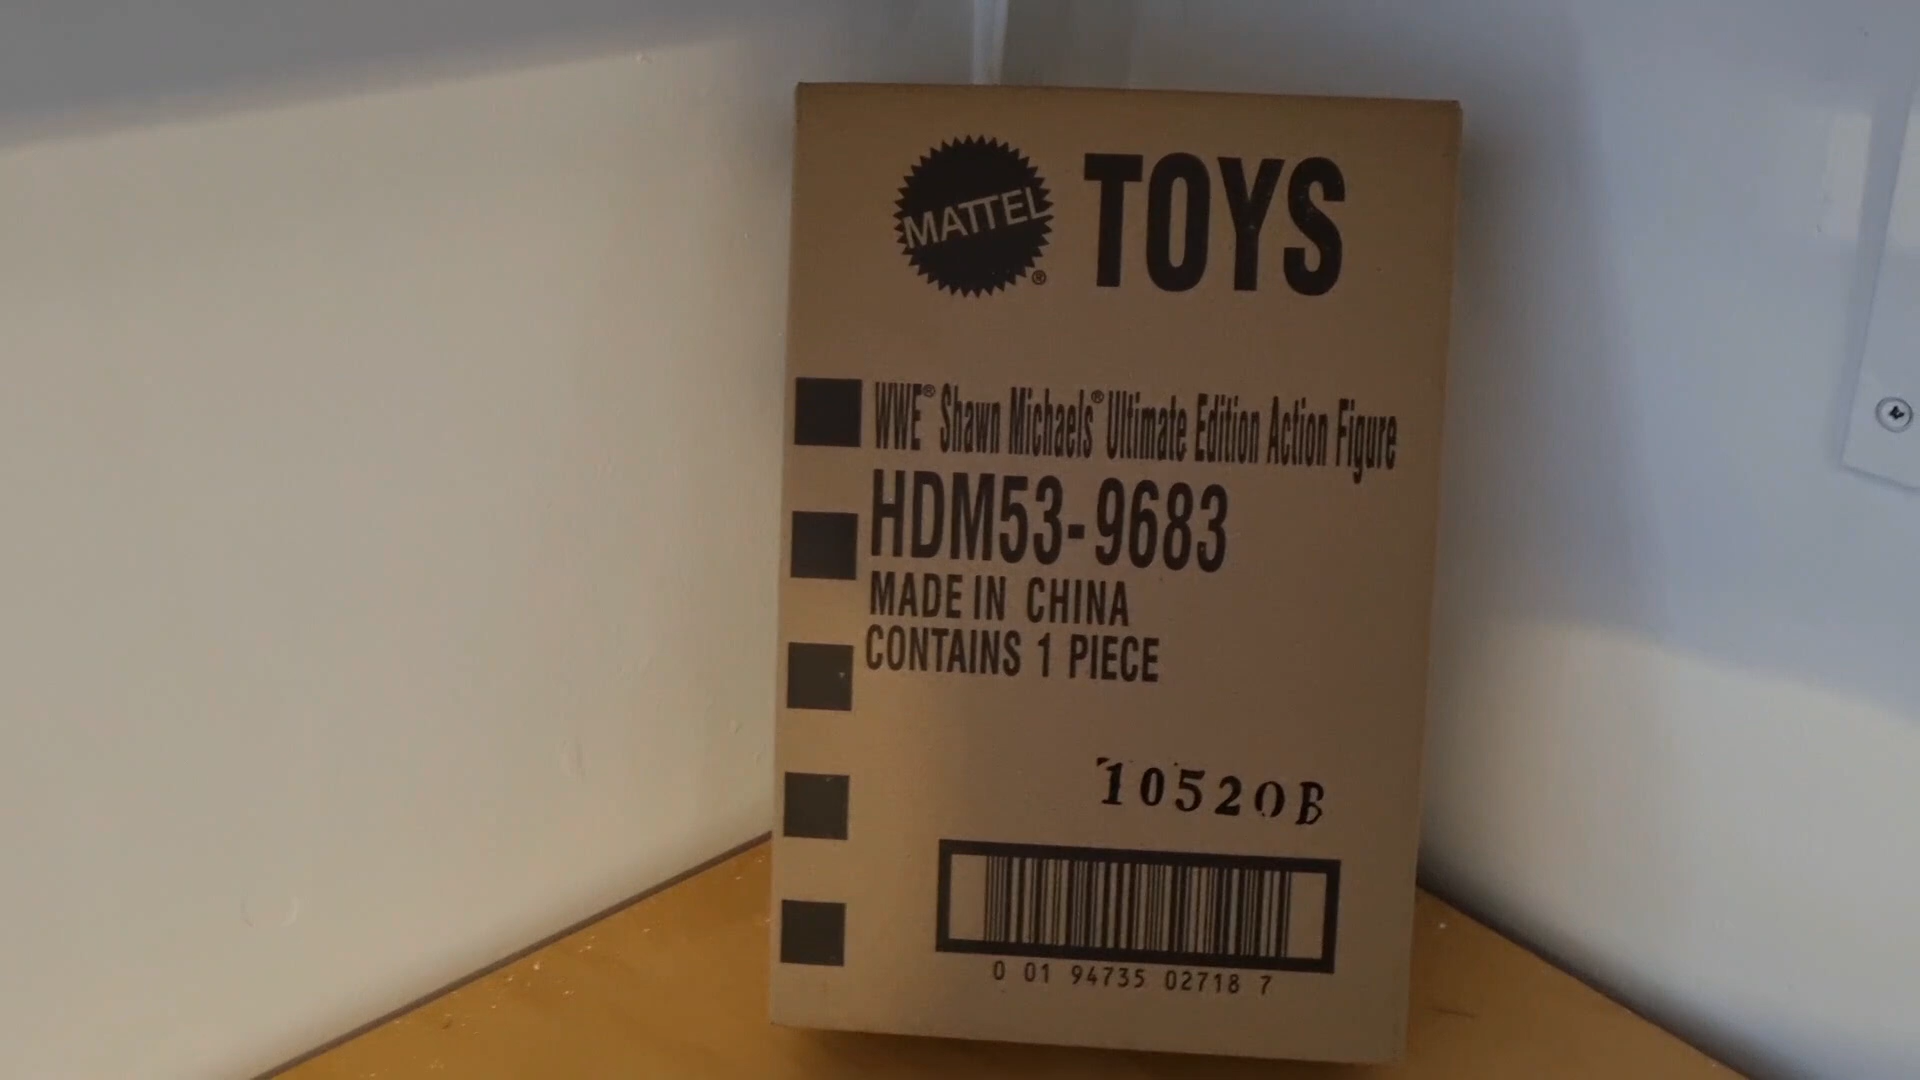 MATTEL® TOYS
WWE® Shawn Michaels® Ultimate Edition Action Figure
HDM53-9683
MADE IN CHINA
CONTAINS 1 PIECE
10520B
0 01 94735 02718 7